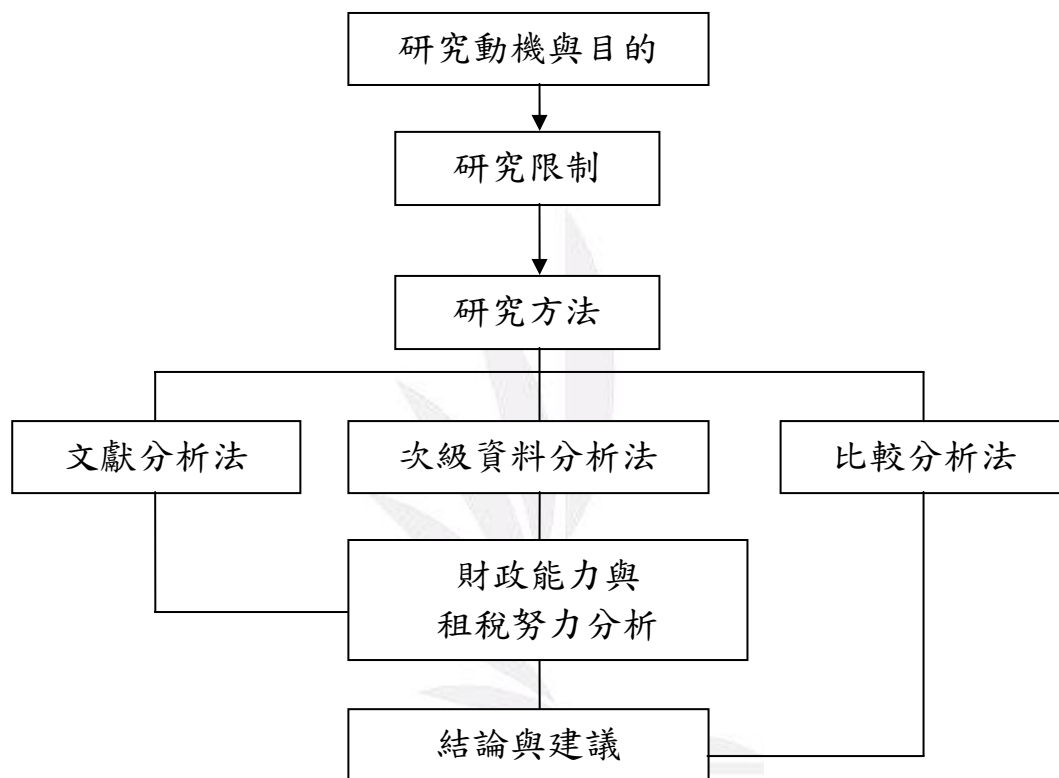 研究動機與目的
研究限制
研究方法
文獻分析法
次級資料分析法
比較分析法
財政能力與
租稅努力分析
結論與建議